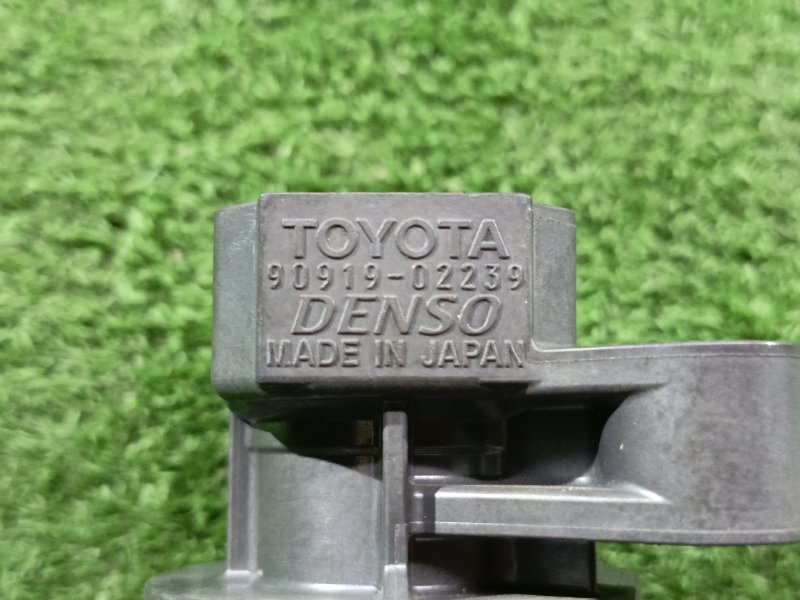 TOYOTA
90919-02239
DENSO
MADE IN JAPAN